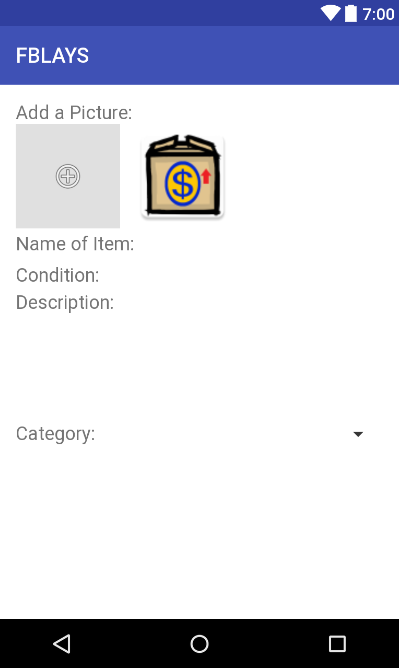 7:00
FBLAYS
Add a Picture:
$
Name of Item:
Condition:
Description:
Category: